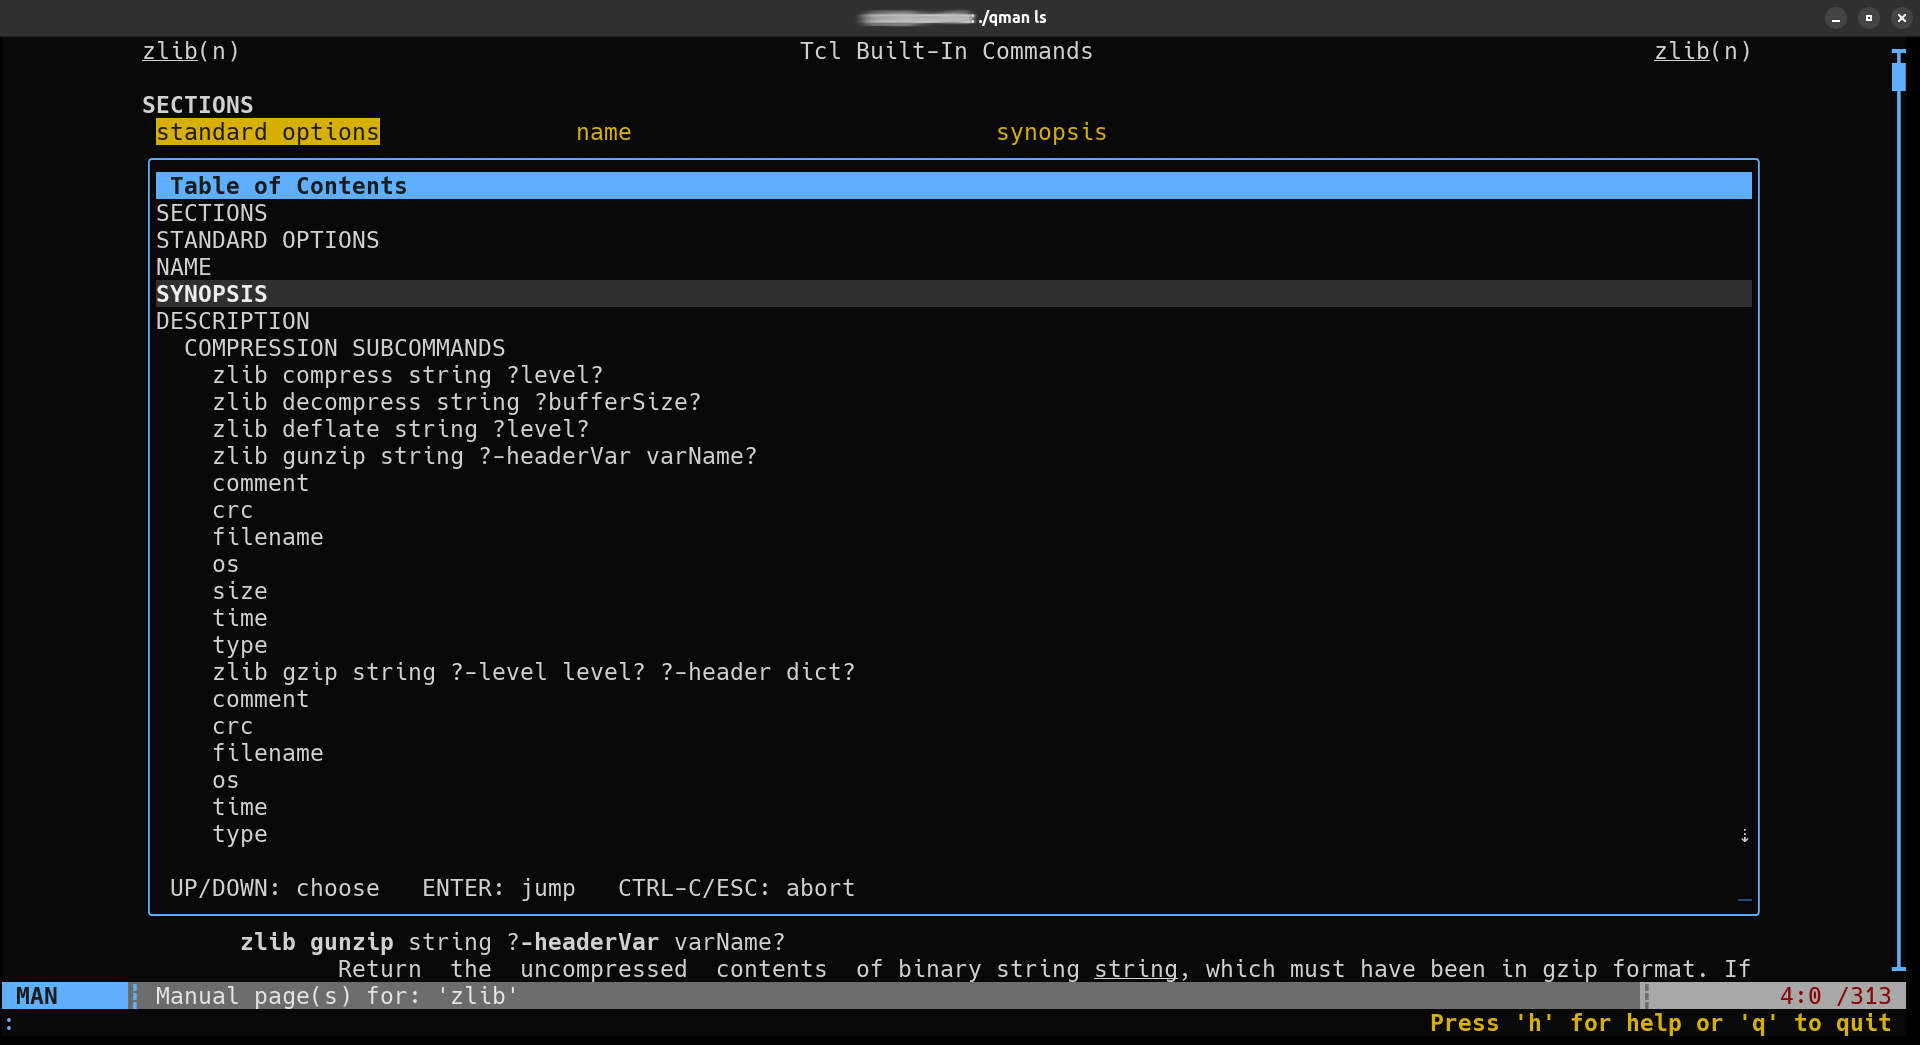 : ./qman ls
zlib(n) Tcl Built-In Commands zlib(n)
SECTIONS
standard options name synopsis
Table of Contents
SECTIONS
STANDARD OPTIONS
NAME
SYNOPSIS
DESCRIPTION
COMPRESSION SUBCOMMANDS
zlib compress string ?level?
zlib decompress string ?bufferSize?
zlib deflate string ?level?
zlib gunzip string ?-headerVar varName?
comment
crc
filename
os
size
time
type
zlib gzip string ?-level level? ?-header dict?
comment
crc
filename
os
time
type
UP/DOWN: choose ENTER: jump CTRL-C/ESC: abort
zlib gunzip string ?-headerVar varName?
Return the uncompressed contents of binary string string, which must have been in gzip format. If
MAN Manual page(s) for: 'zlib' 4:0 /313
: Press 'h' for help or 'q' to quit